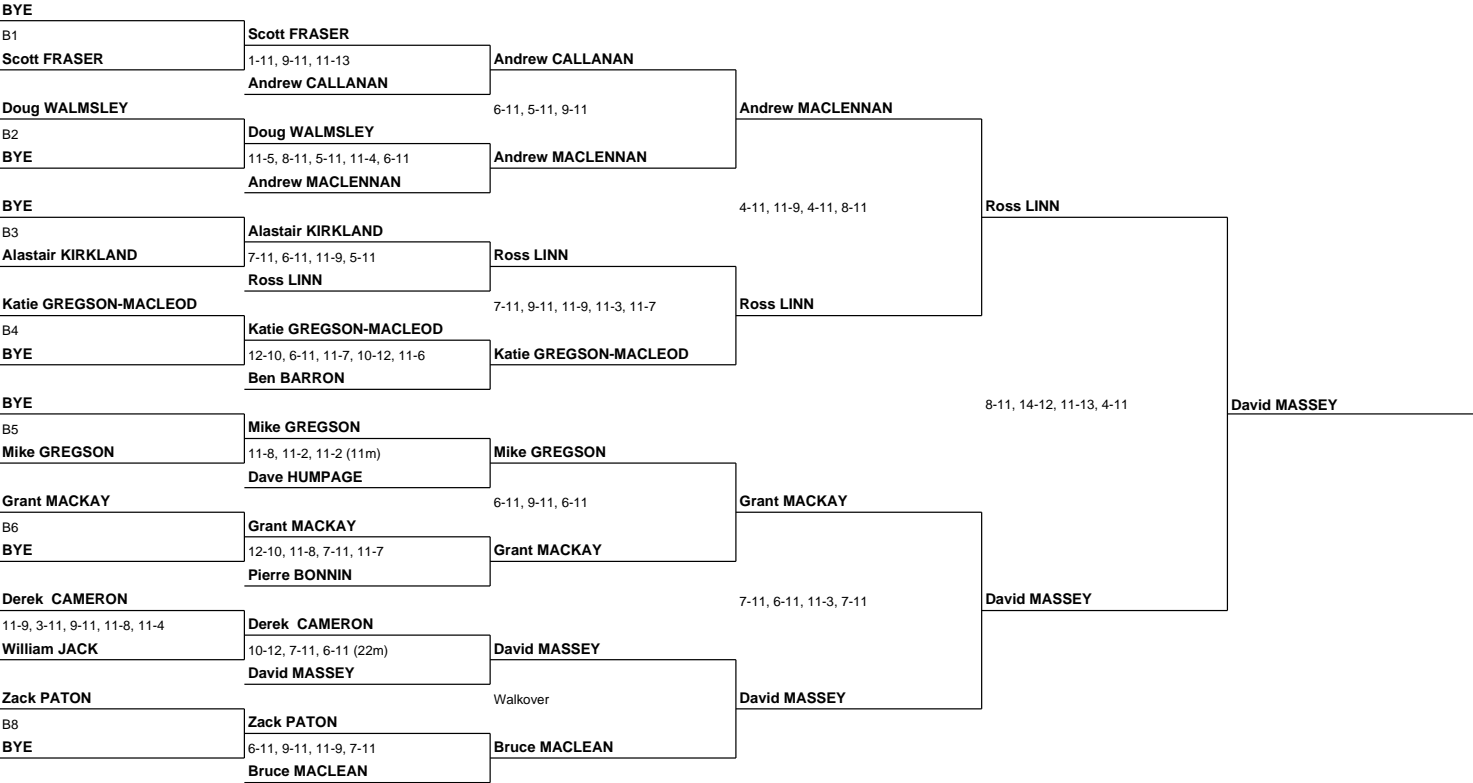 BYE
B1
Scott FRASER
Doug WALMSLEY
B2
BYE
BYE
B3
Alastair KIRKLAND
Katie GREGSON-MACLEOD
B4
BYE
BYE
B5
Mike GREGSON
Grant MACKAY
B6
BYE
Derek  CAMERON
11-9, 3-11, 9-11, 11-8, 11-4
William JACK
Zack PATON
B8
BYE
Scott FRASER
1-11, 9-11, 11-13
Andrew CALLANAN
Doug WALMSLEY
11-5, 8-11, 5-11, 11-4, 6-11
Andrew MACLENNAN
Alastair KIRKLAND
7-11, 6-11, 11-9, 5-11
Ross LINN
Katie GREGSON-MACLEOD
12-10, 6-11, 11-7, 10-12, 11-6
Ben BARRON
Mike GREGSON
11-8, 11-2, 11-2 (11m)
Dave HUMPAGE
Grant MACKAY
12-10, 11-8, 7-11, 11-7
Pierre BONNIN
Derek  CAMERON
10-12, 7-11, 6-11 (22m)
David MASSEY
Zack PATON
6-11, 9-11, 11-9, 7-11
Bruce MACLEAN
Andrew CALLANAN
6-11, 5-11, 9-11
Andrew MACLENNAN
Ross LINN
7-11, 9-11, 11-9, 11-3, 11-7
Katie GREGSON-MACLEOD
Mike GREGSON
6-11, 9-11, 6-11
Grant MACKAY
David MASSEY
Walkover
Bruce MACLEAN
Andrew MACLENNAN
4-11, 11-9, 4-11, 8-11
Ross LINN
Grant MACKAY
7-11, 6-11, 11-3, 7-11
David MASSEY
Ross LINN
8-11, 14-12, 11-13, 4-11
David MASSEY
David MASSEY